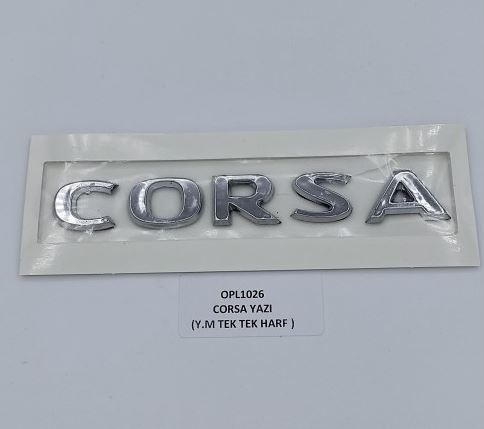 CORSA
OPL1026
CORSA YAZI
(Y.M TEK TEK HARF )